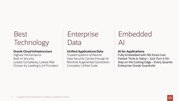 Best
Technology
Oracle Cloud Infrastructure
Highest Performance
Built-in Security
Lowest Complexity, Lowest TCO
Chosen by Leading LLM Providers
Enterprise
Data
Unified Applications Data
Trusted Systems of Record
Data Security Carries through AI
Retrieval Augmented Generation
Complete, Unified Suite
Embedded
AI
AI for Applications
Fully Embedded with NO Extra Cost
Fastest Time to Value – Just Turn it On
Stay on the Cutting Edge – Every Quarter
Enterprise Grade Guardrails